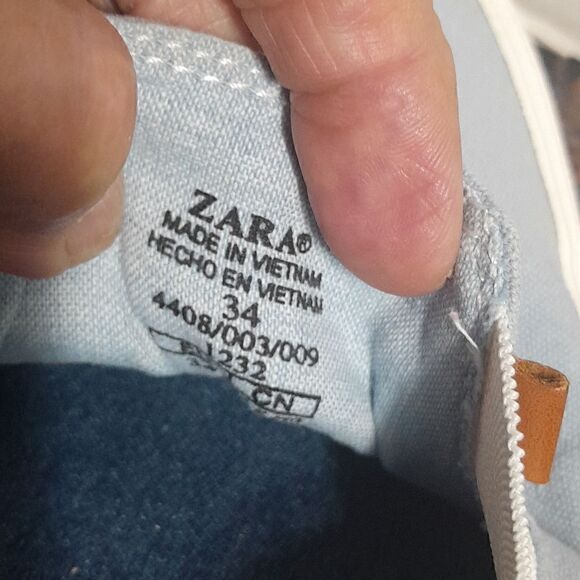 ZARA®
MADE IN VIETNAM
HECHO EN VIETNAM
34
4408/003/009
1232
CN